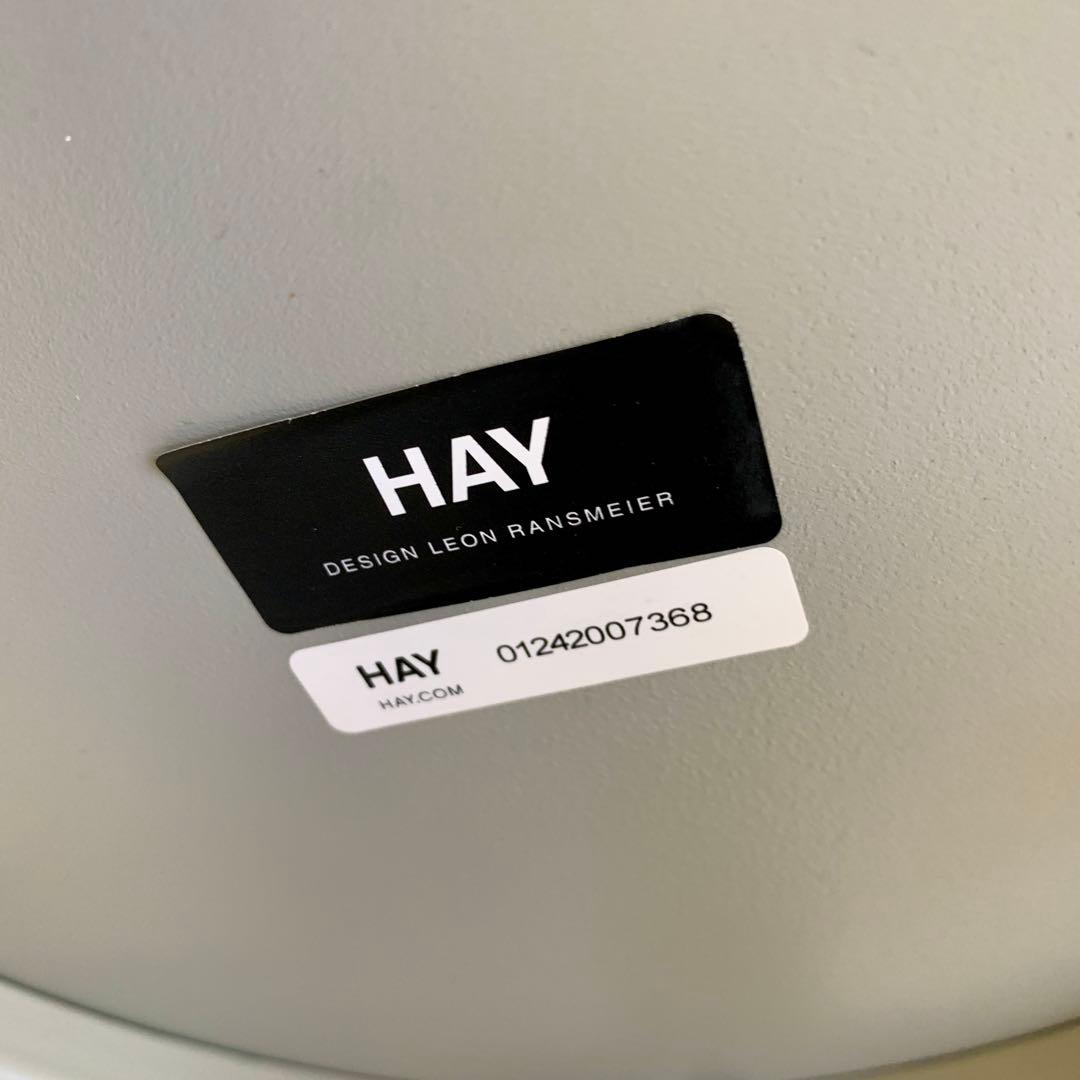 HAY
DESIGN LEON RANSMEIER
HAY 01242007368
HAY.COM